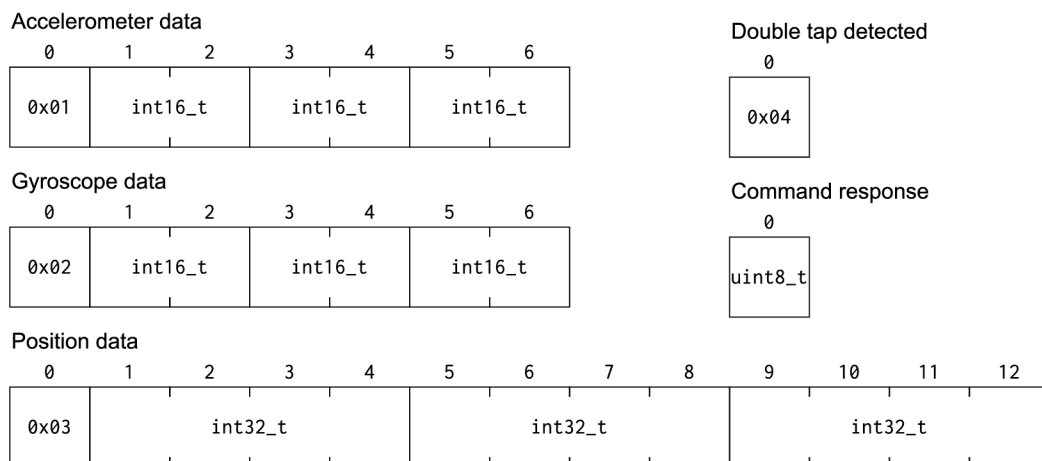 Accelerometer data
0 1 2 3 4 5 6
0x01 int16_t int16_t int16_t
Gyroscope data
0 1 2 3 4 5 6
0x02 int16_t int16_t int16_t
Double tap detected
0
0x04
Command response
0
uint8_t
Position data
0 1 2 3 4 5 6 7 8 9 10 11 12
0x03 int32_t int32_t int32_t